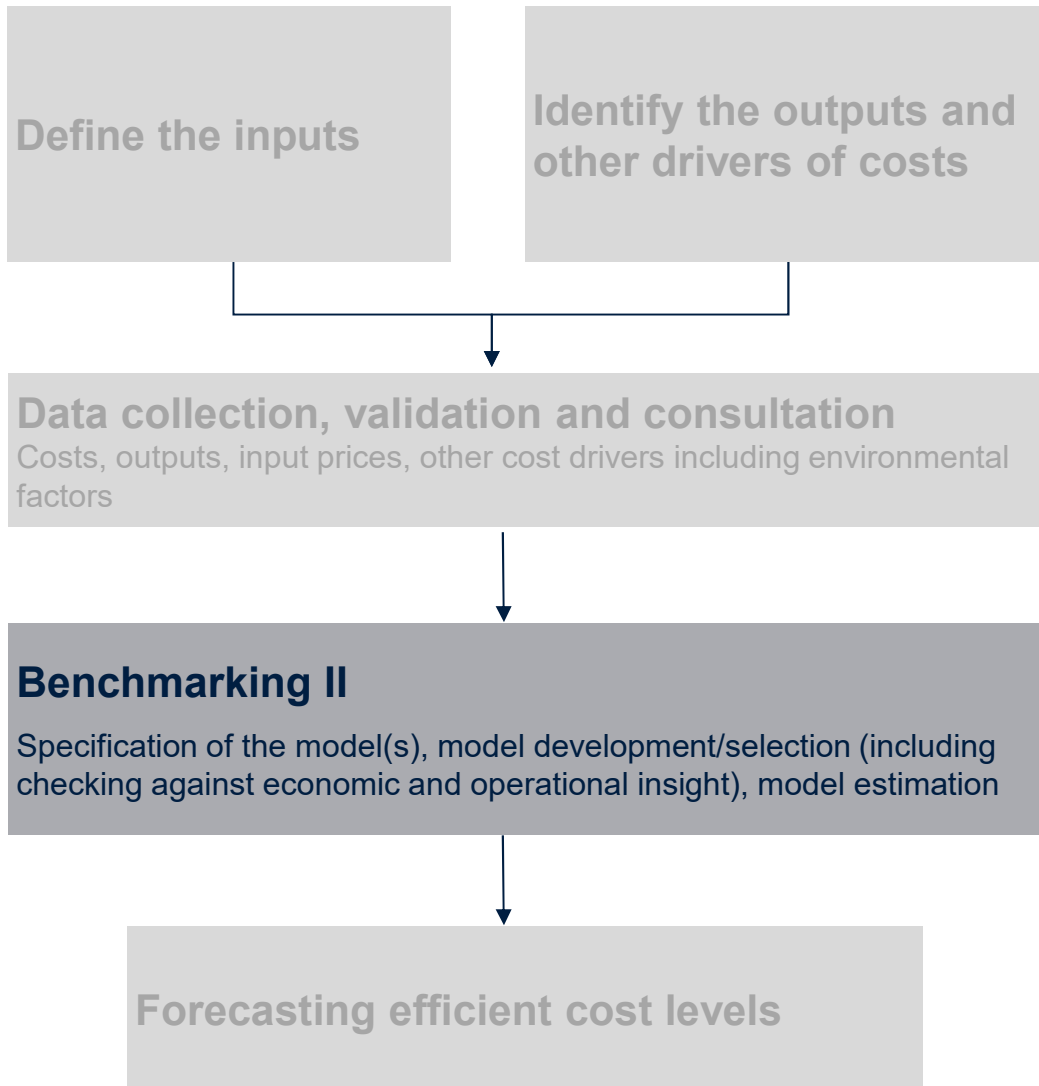 Define the inputs
Identify the outputs and
other drivers of costs
Data collection, validation and consultation
Costs, outputs, input prices, other cost drivers including environmental
factors
Benchmarking II
Specification of the model(s), model development/selection (including
checking against economic and operational insight), model estimation
Forecasting efficient cost levels